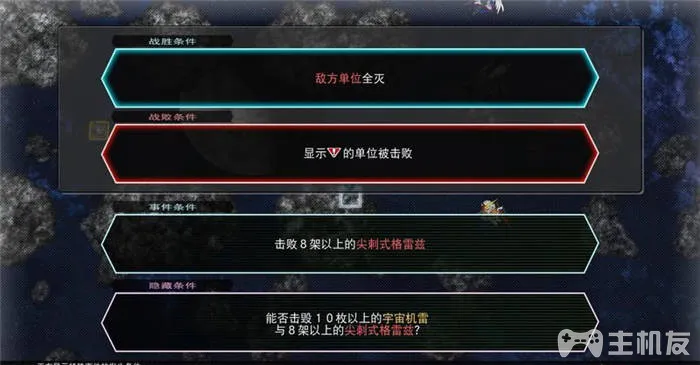 战胜条件
敌方单位全灭
战败条件
显示▽的单位被击败
事件条件
击败8架以上的尖刺式格雷兹
隐藏条件
能否击毁10枚以上的宇宙机雷
与8架以上的尖刺式格雷兹?
主机友